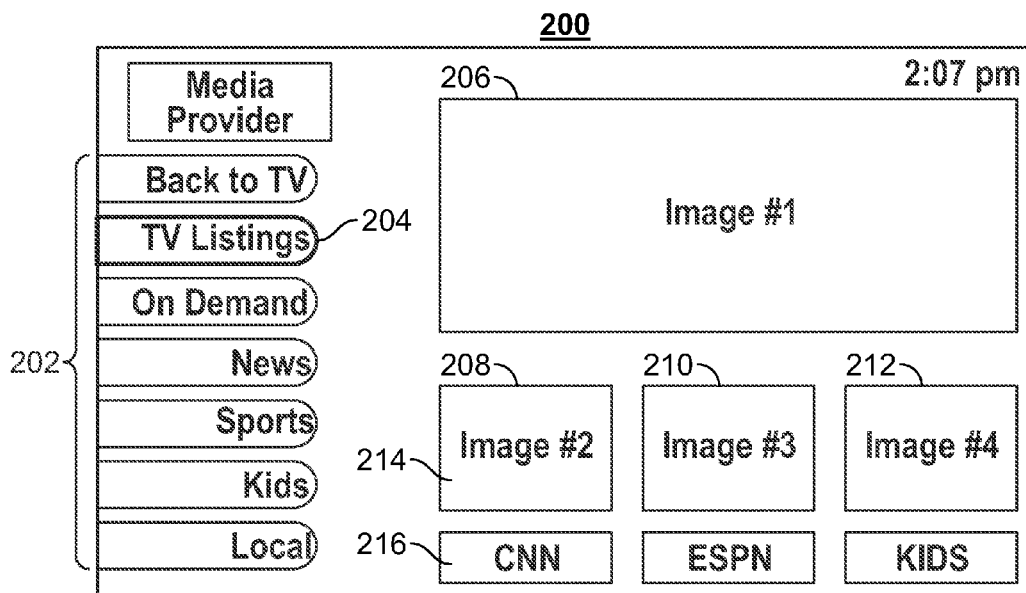 200
2:07 pm
Media
Provider
206
Back to TV
Image #1
TV Listings
204
On Demand
202
News
208
210
212
Sports
Image #2
Image #3
Image #4
214
Kids
Local
216
CNN
ESPN
KIDS